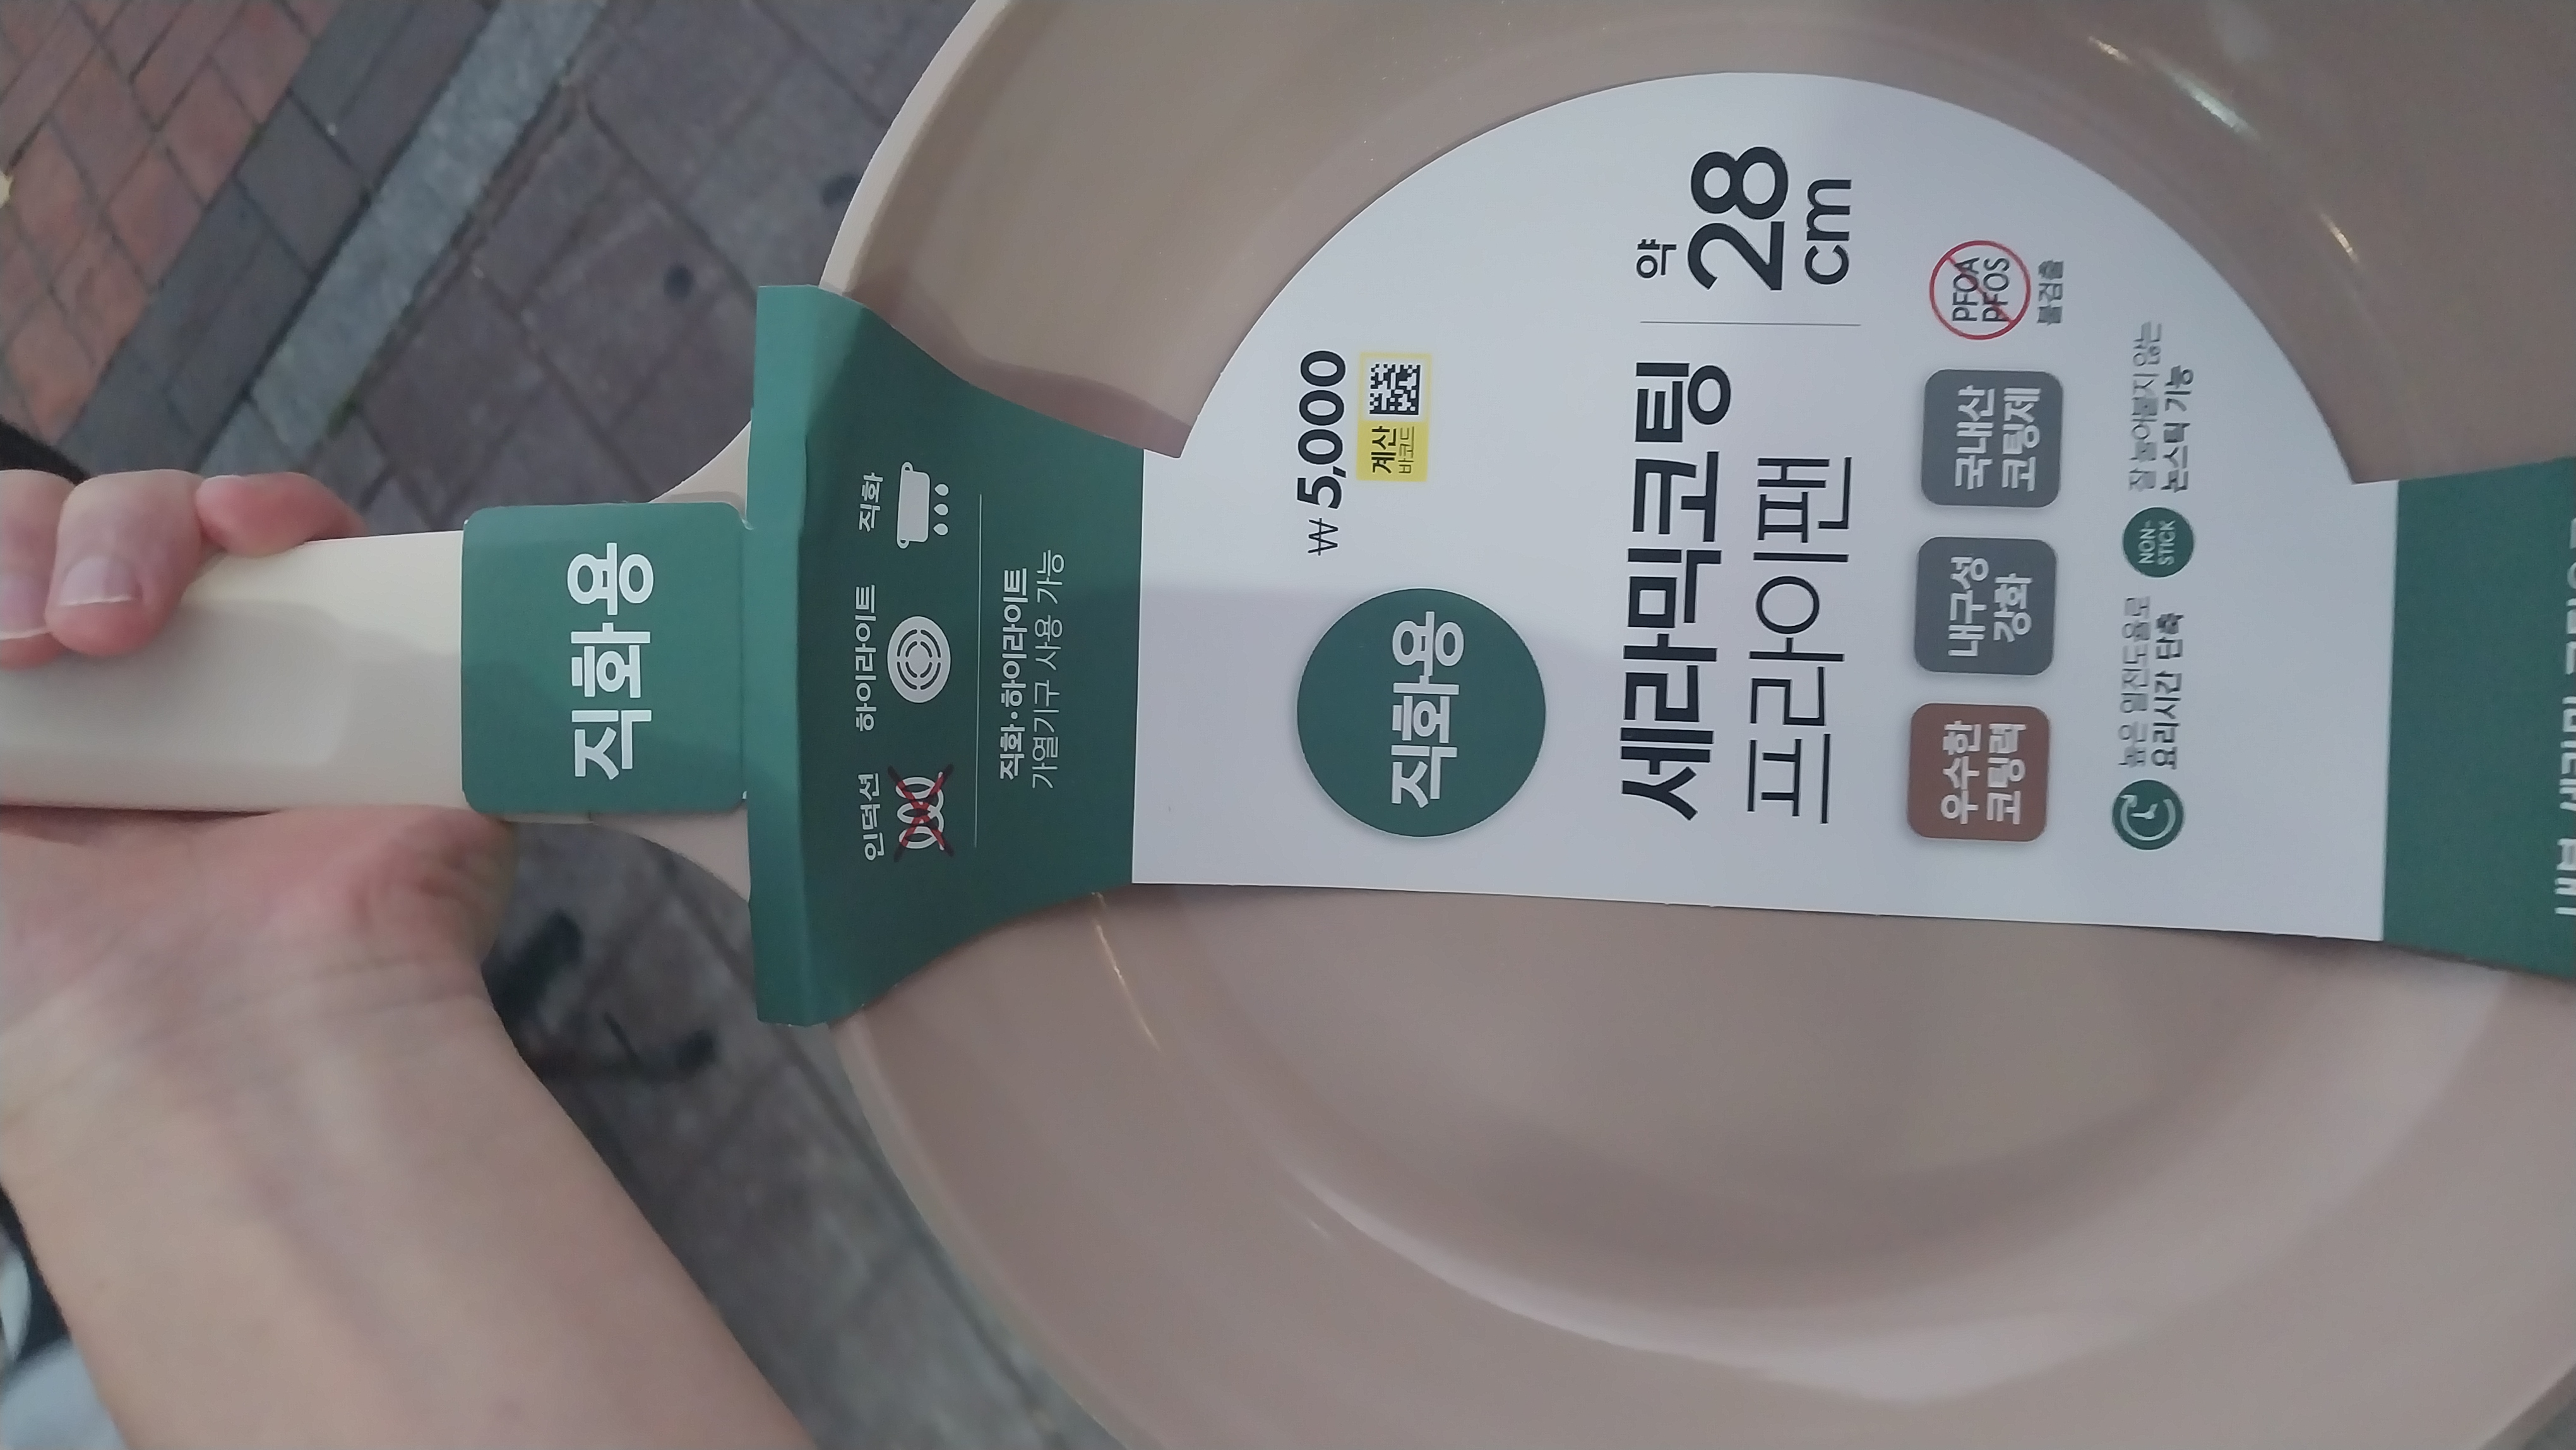 직화용
인덕션
하이라이트
직화
직화·하이라이트
가열기구 사용 가능
₩5,000
계산
바코드
직화용
세라믹코팅
프라이팬
약
28
cm
우수한
코팅력
내구성
강화
국내산
코팅제
PFOA
PFOS
불검출
높은 열전도율로
요리시간 단축
NON-
STICK
잘 눌어붙지 않는
논스틱 기능